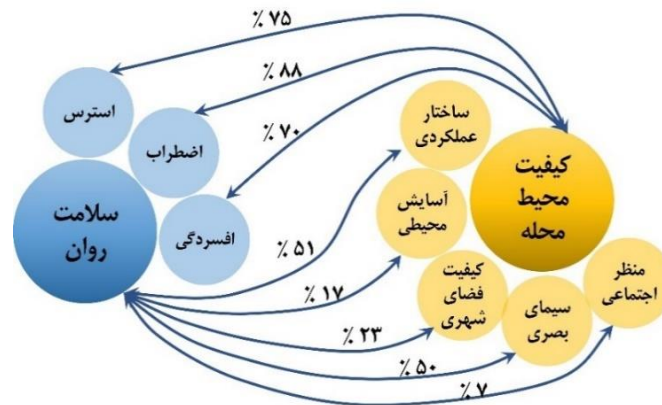 ٪ ۷۵
٪ ۸۸
٪ ۷۰
استرس
اضطراب
افسردگی
سلامت
روان
ساختار
عملکردی
آسایش
محیطی
کیفیت
فضای
شهری
سیمای
بصری
منظر
اجتماعی
کیفیت
محیط
محله
٪ ۵۱
٪ ۱۷
٪ ۲۳
٪ ۵۰
٪ ۷